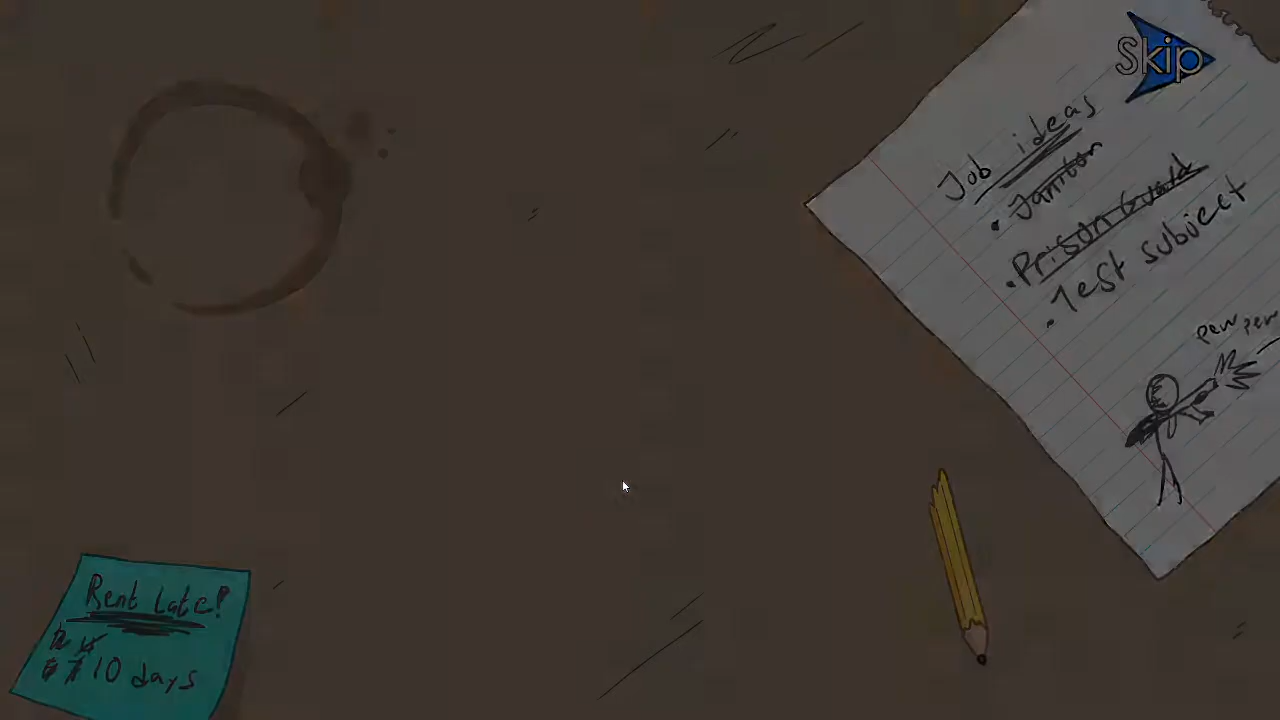 Skip
Job ideas
• Janitor
• Prison Guard
• Test subject
pew pew
Rent Late!
10 days